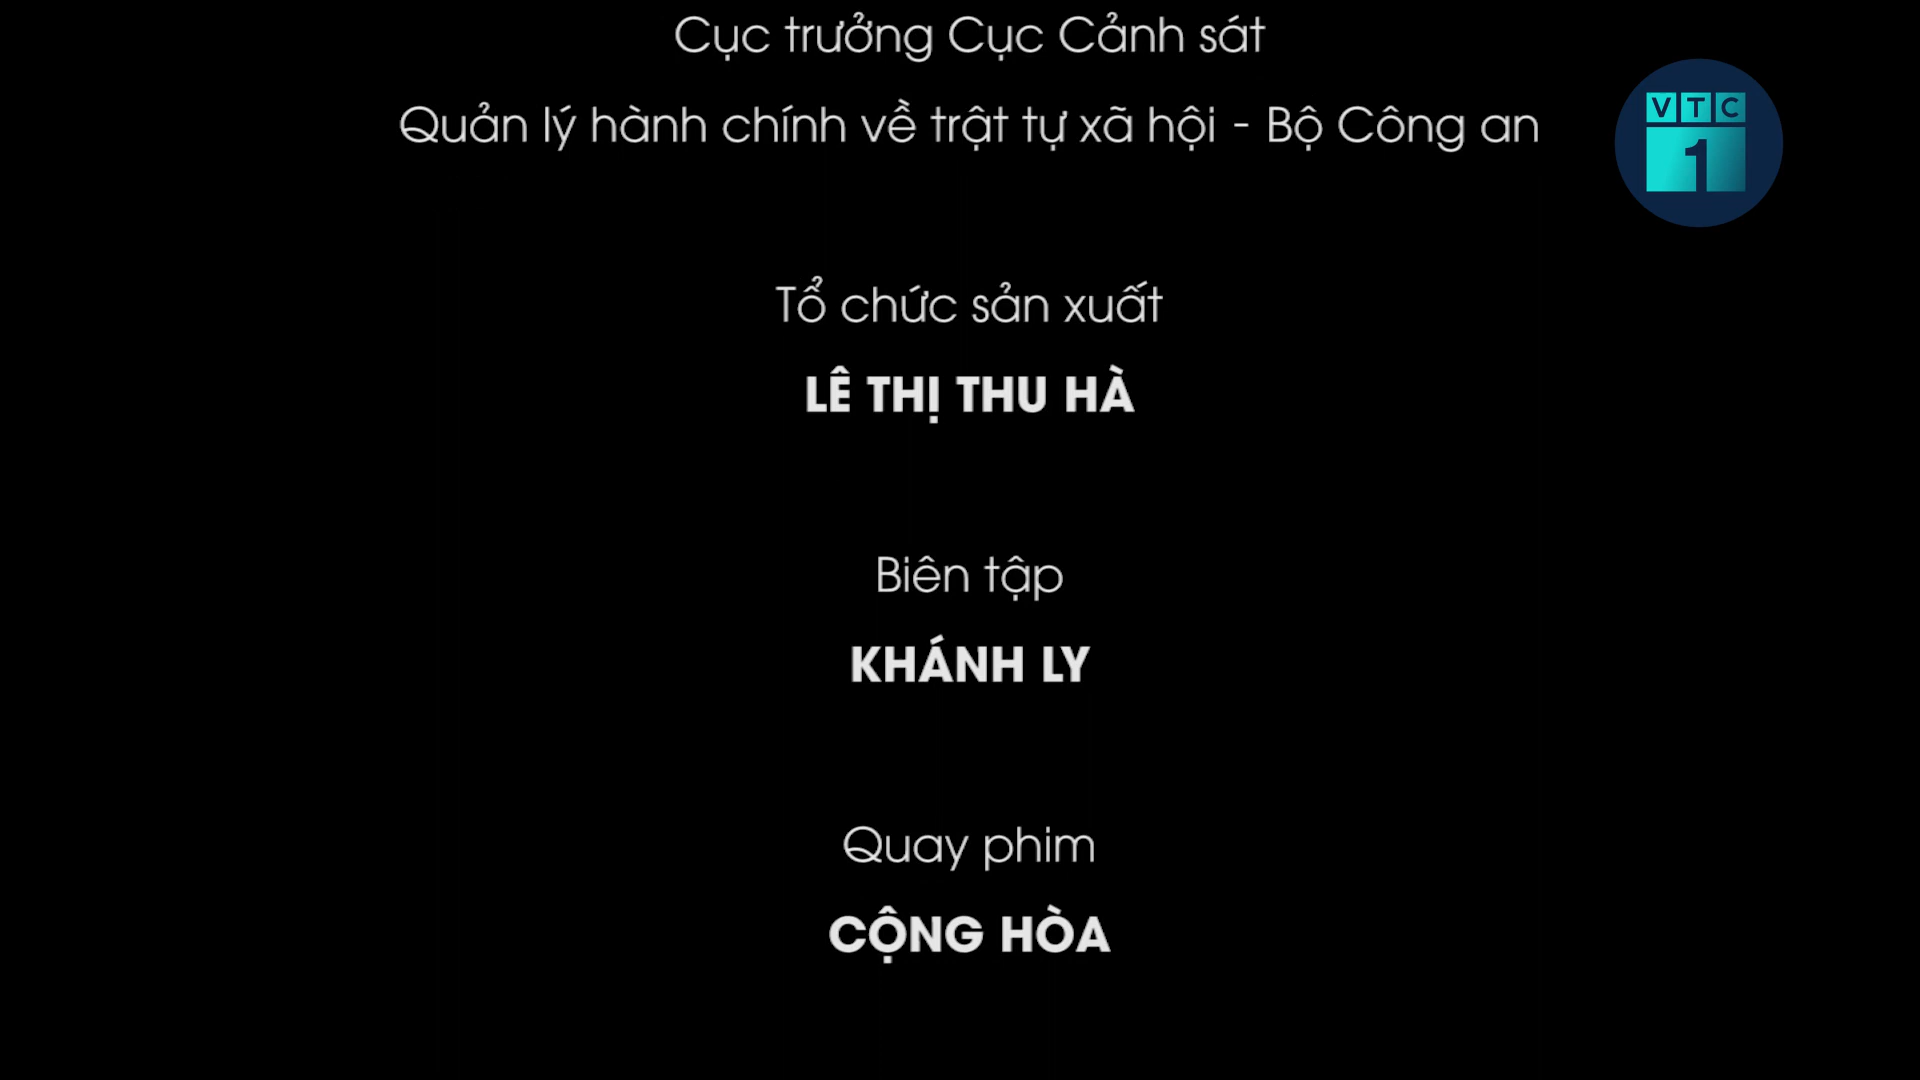 Cục trưởng Cục Cảnh sát
Quản lý hành chính về trật tự xã hội - Bộ Công an
VTC
1
Tổ chức sản xuất
LÊ THỊ THU HÀ
Biên tập
KHÁNH LY
Quay phim
CỘNG HÒA